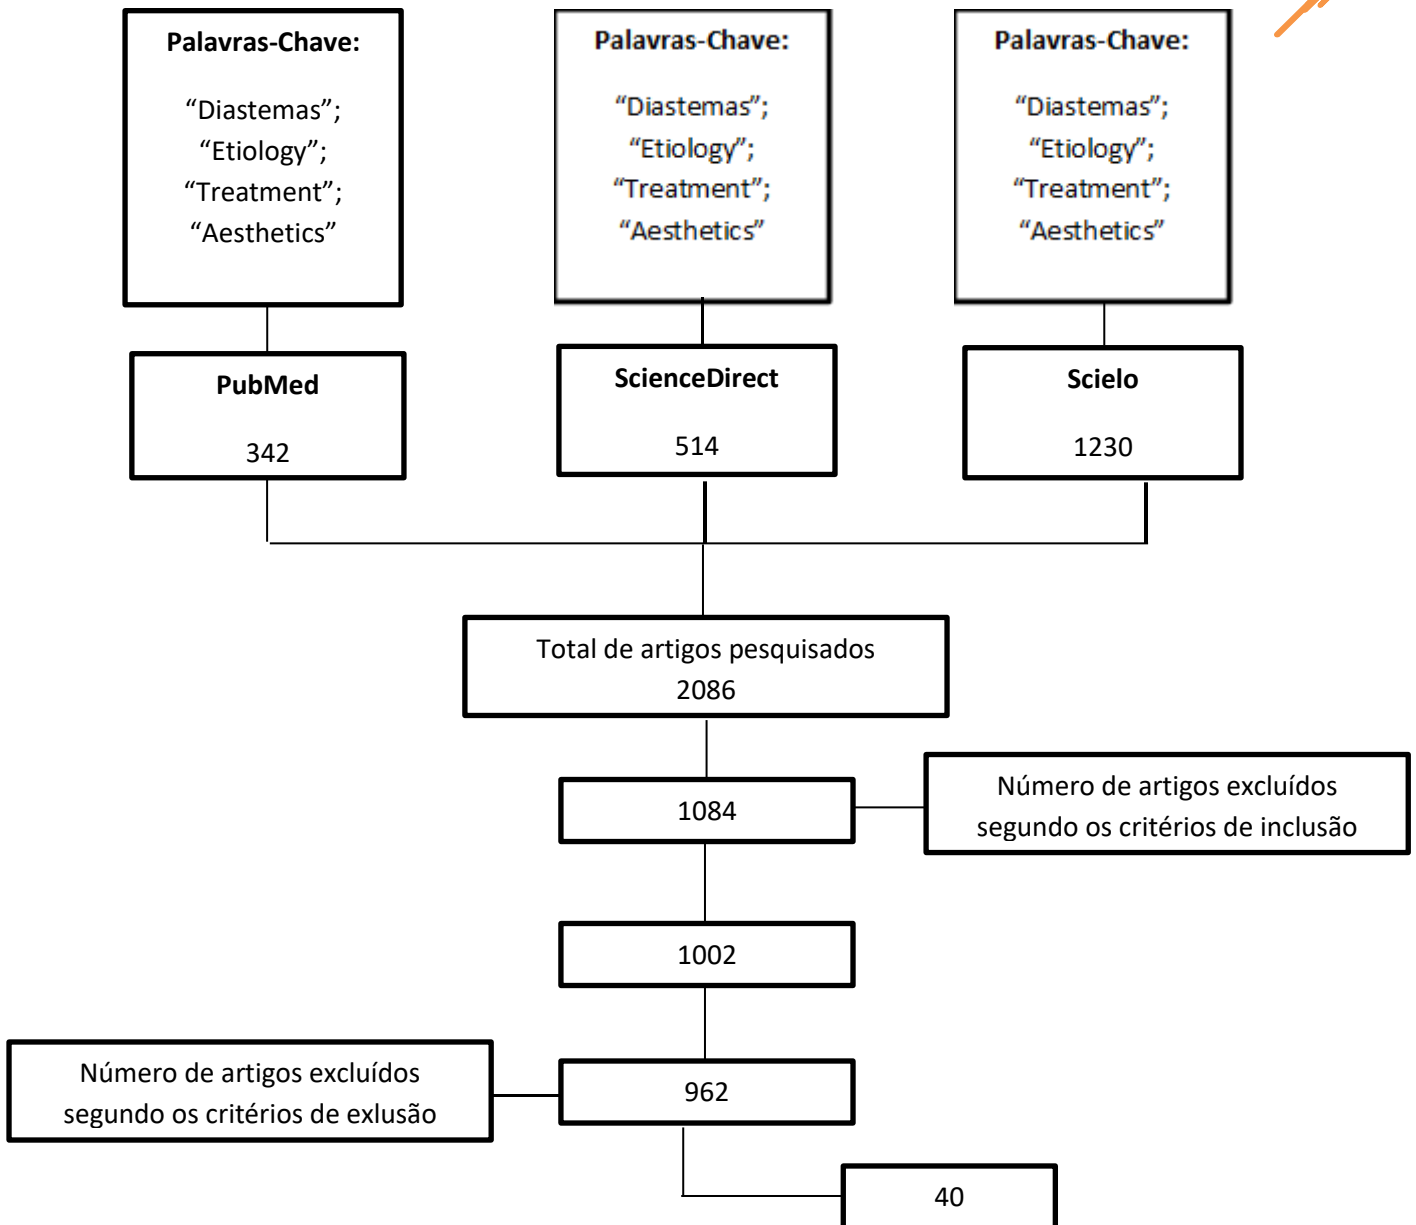 Palavras-Chave:
“Diastemas”;
“Etiology”;
“Treatment”;
“Aesthetics”
Palavras-Chave:
“Diastemas”;
“Etiology”;
“Treatment”;
“Aesthetics”
Palavras-Chave:
“Diastemas”;
“Etiology”;
“Treatment”;
“Aesthetics”
PubMed
342
ScienceDirect
514
Scielo
1230
Total de artigos pesquisados
2086
1084
Número de artigos excluídos
segundo os critérios de inclusão
1002
Número de artigos excluídos
segundo os critérios de exlusão
962
40